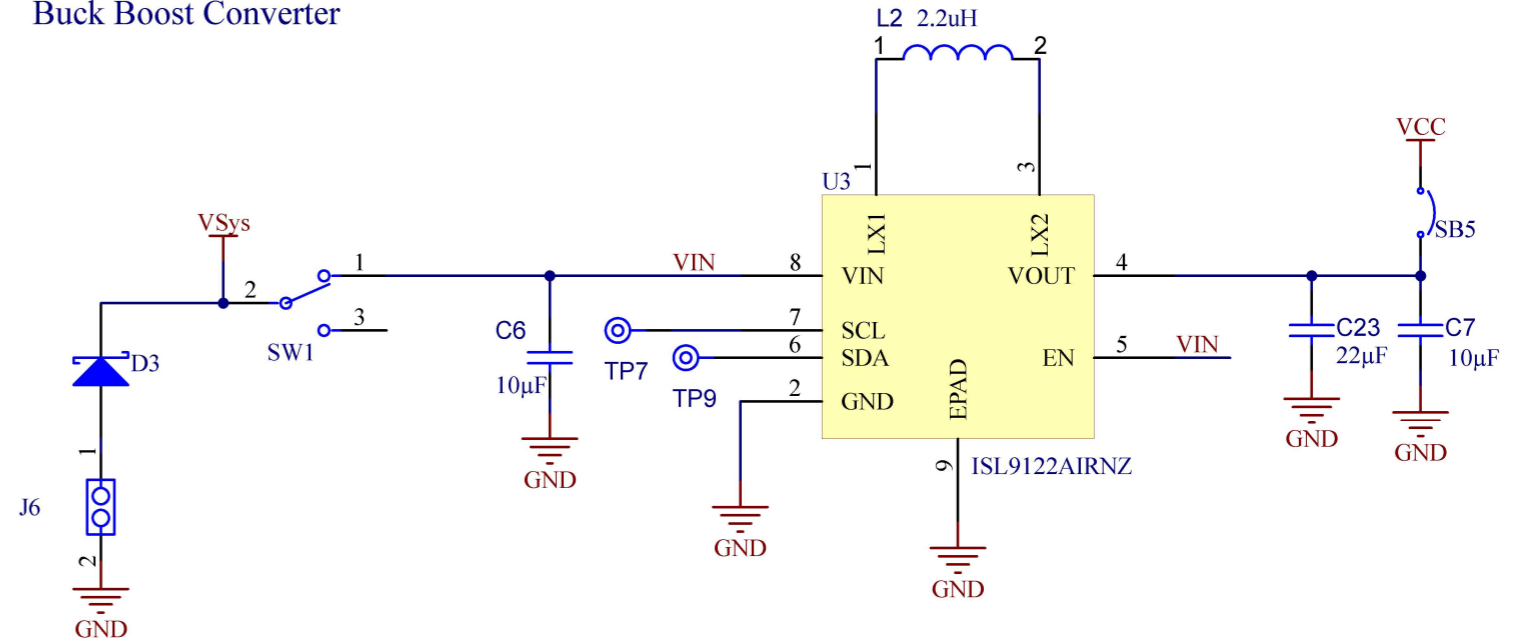 Buck Boost Converter
L2 2.2uH
1
2
VCC
1
3
U3
SB5
VSys
LX1
LX2
1
VIN
8
VIN
VOUT
4
2
3
SW1
C6
10µF
TP7
7
SCL
TP9
6
SDA
EN
5
VIN
C23
22µF
C7
10µF
D3
2
GND
EPAD
GND
GND
1
GND
9
ISL9122AIRNZ
J6
GND
2
GND
GND